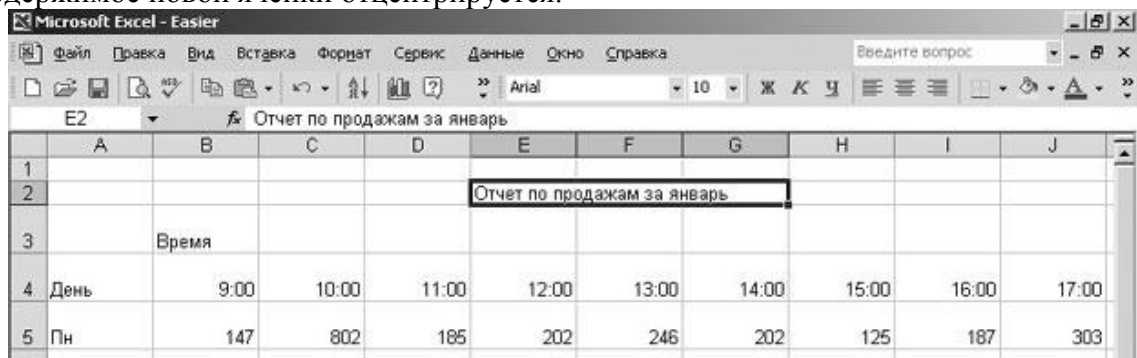 одержимое новой ячейки отцентрируется.
Microsoft Excel - Easier
Файл Правка Вид Вставка Формат Сервис Данные Окно Справка Введите вопрос
Arial 10 Ж К Ч
E2 fx Отчет по продажам за январь
A B C D E F G H I J
1
2 Отчет по продажам за январь
3 Время
4 День 9:00 10:00 11:00 12:00 13:00 14:00 15:00 16:00 17:00
5 Пн 147 802 185 202 246 202 125 187 303